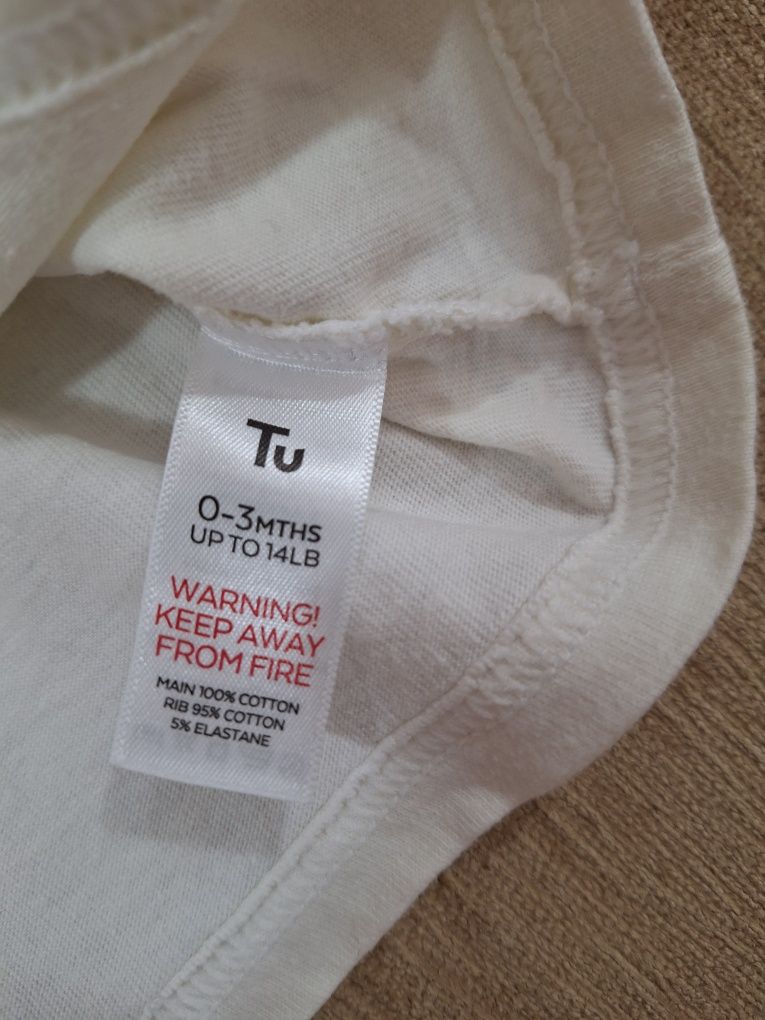 Tu
0-3MTHS
UP TO 14LB
WARNING!
KEEP AWAY
FROM FIRE
MAIN 100% COTTON
RIB 95% COTTON
5% ELASTANE